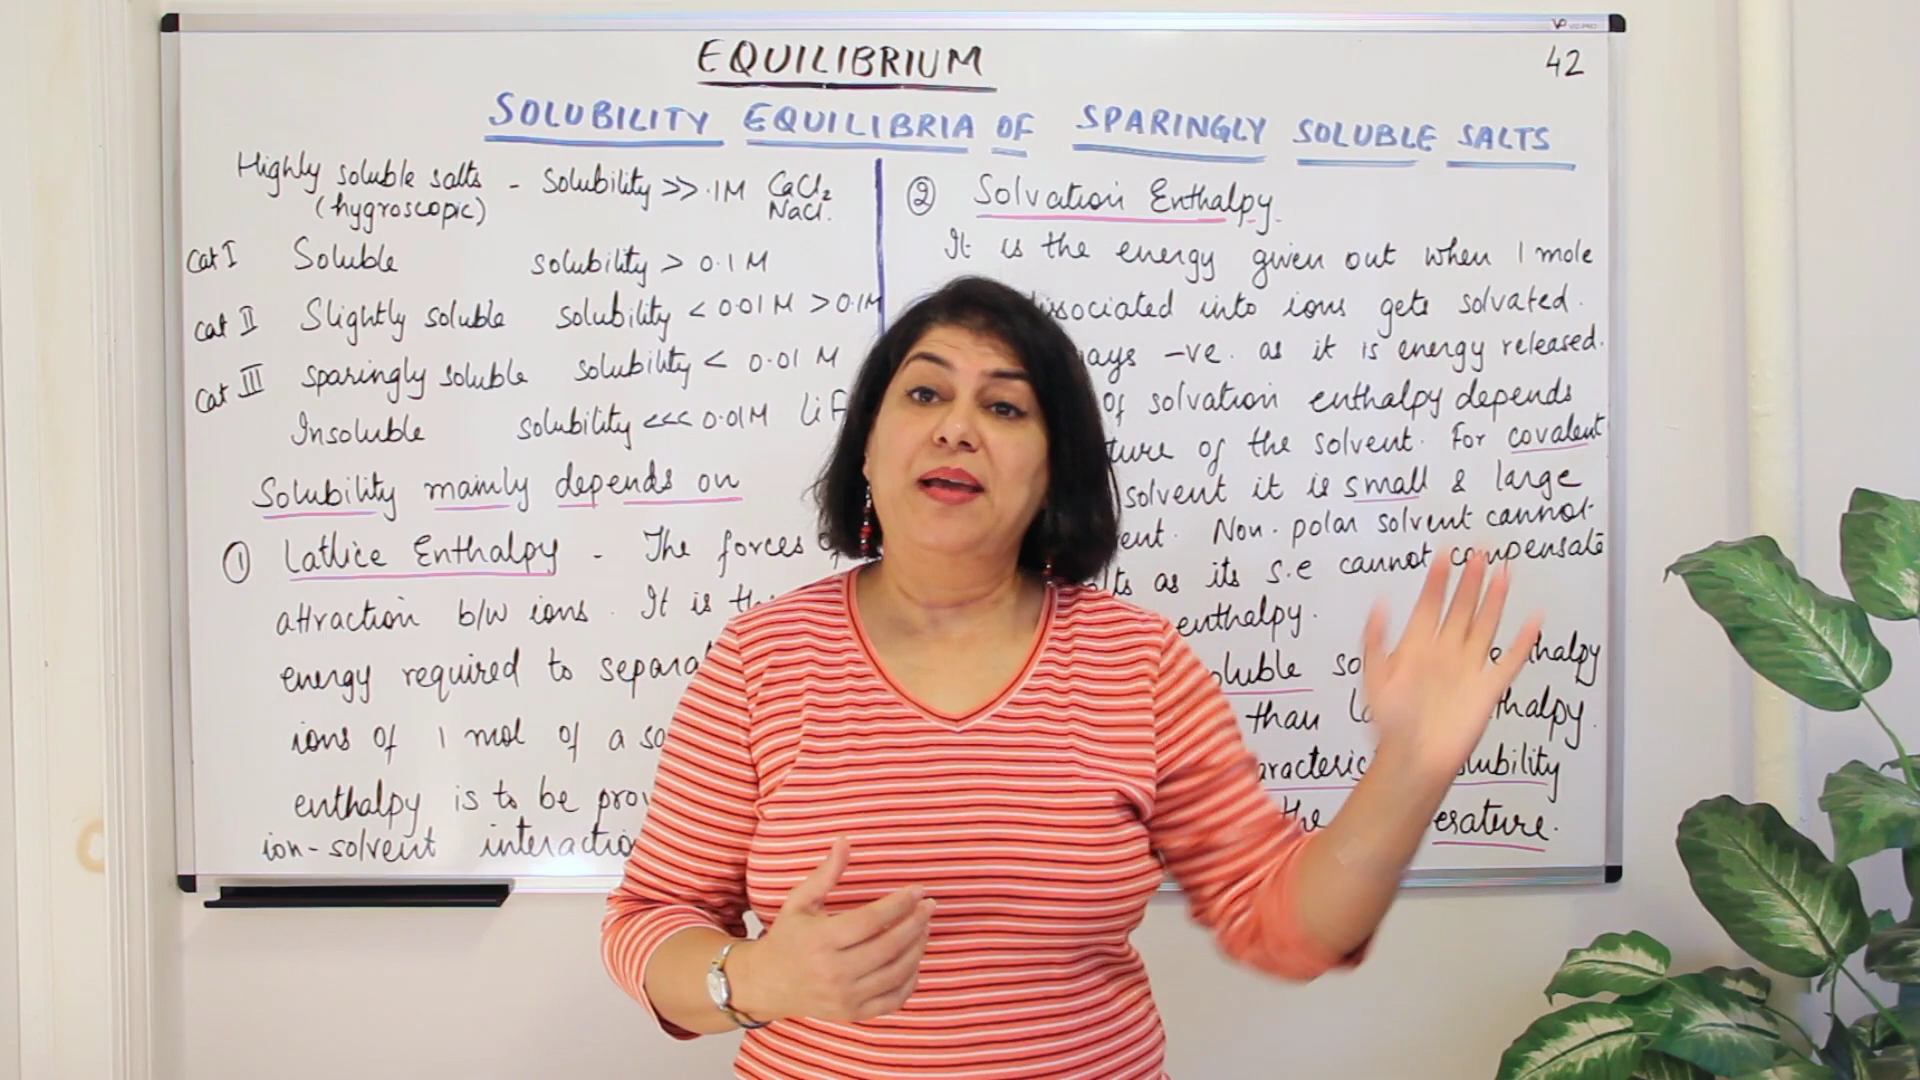 EQUILIBRIUM
42
SOLUBILITY EQUILIBRIA OF SPARINGLY SOLUBLE SALTS
Highly soluble salts - Solubility >> .1M CaCl₂
(hygroscopic) NaCl.
Cat I Soluble solubility > 0.1 M
Cat II Slightly soluble solubility < 0.01 M > 0.1M
Cat III Sparingly soluble solubility < 0.01 M
Insoluble solubility <<< 0.01M LiF
Solubility mainly depends on
① Lattice Enthalpy - The forces
attraction b/w ions. It is
energy required to
ions of 1 mol of a
enthalpy is to be
ion-solvent
② Solvation Enthalpy.
It is the energy given out when 1 mole
into ions gets solvated.
-ve. as it is energy released.
of solvation enthalpy depends
of the solvent. For covalent
solvent it is small & large
Non-polar solvent cannot
as its s.e cannot compensate
enthalpy.
than